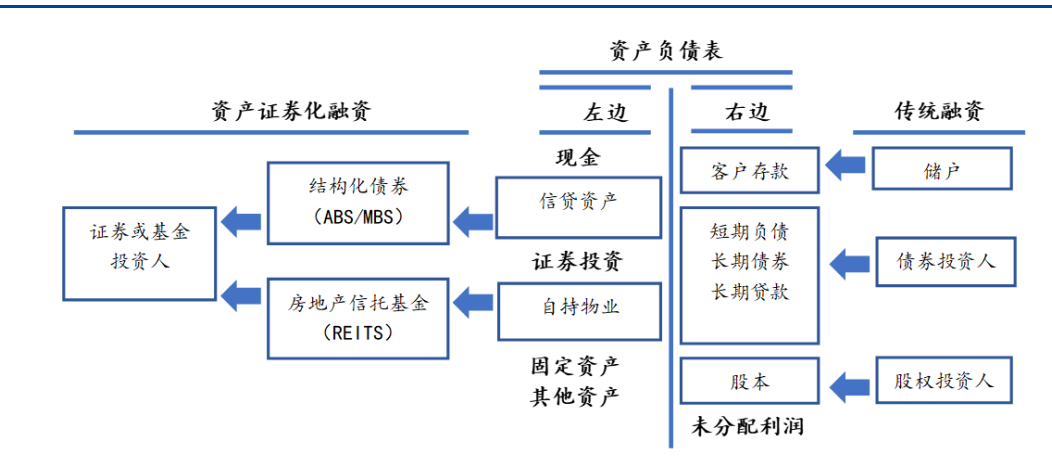 资产负债表
资产证券化融资
左边
右边
传统融资
现金
客户存款
储户
结构化债券
（ABS/MBS）
信贷资产
证券或基金
投资人
短期负债
长期债券
长期贷款
债券投资人
证券投资
房地产信托基金
（REITS）
自持物业
固定资产
其他资产
股本
股权投资人
未分配利润